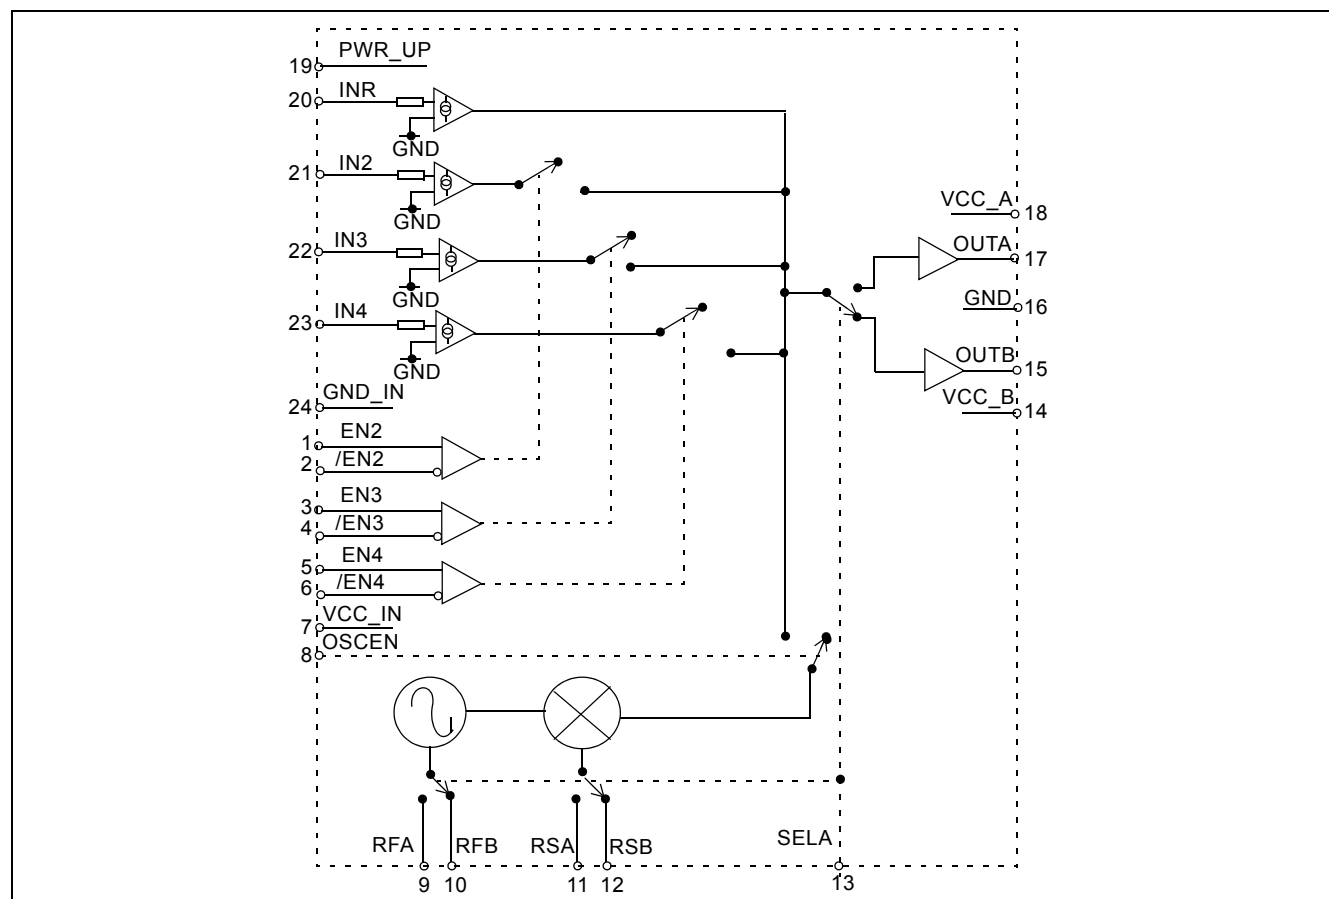 PWR_UP
19
INR
20
GND
IN2
21
GND
IN3
22
GND
IN4
23
GND
GND_IN
24
EN2
1
/EN2
2
EN3
3
/EN3
4
EN4
5
/EN4
6
VCC_IN
7
OSCEN
8
VCC_A
18
OUTA
17
GND
16
OUTB
15
VCC_B
14
RFA
RFB
RSA
RSB
SELA
9
10
11
12
13